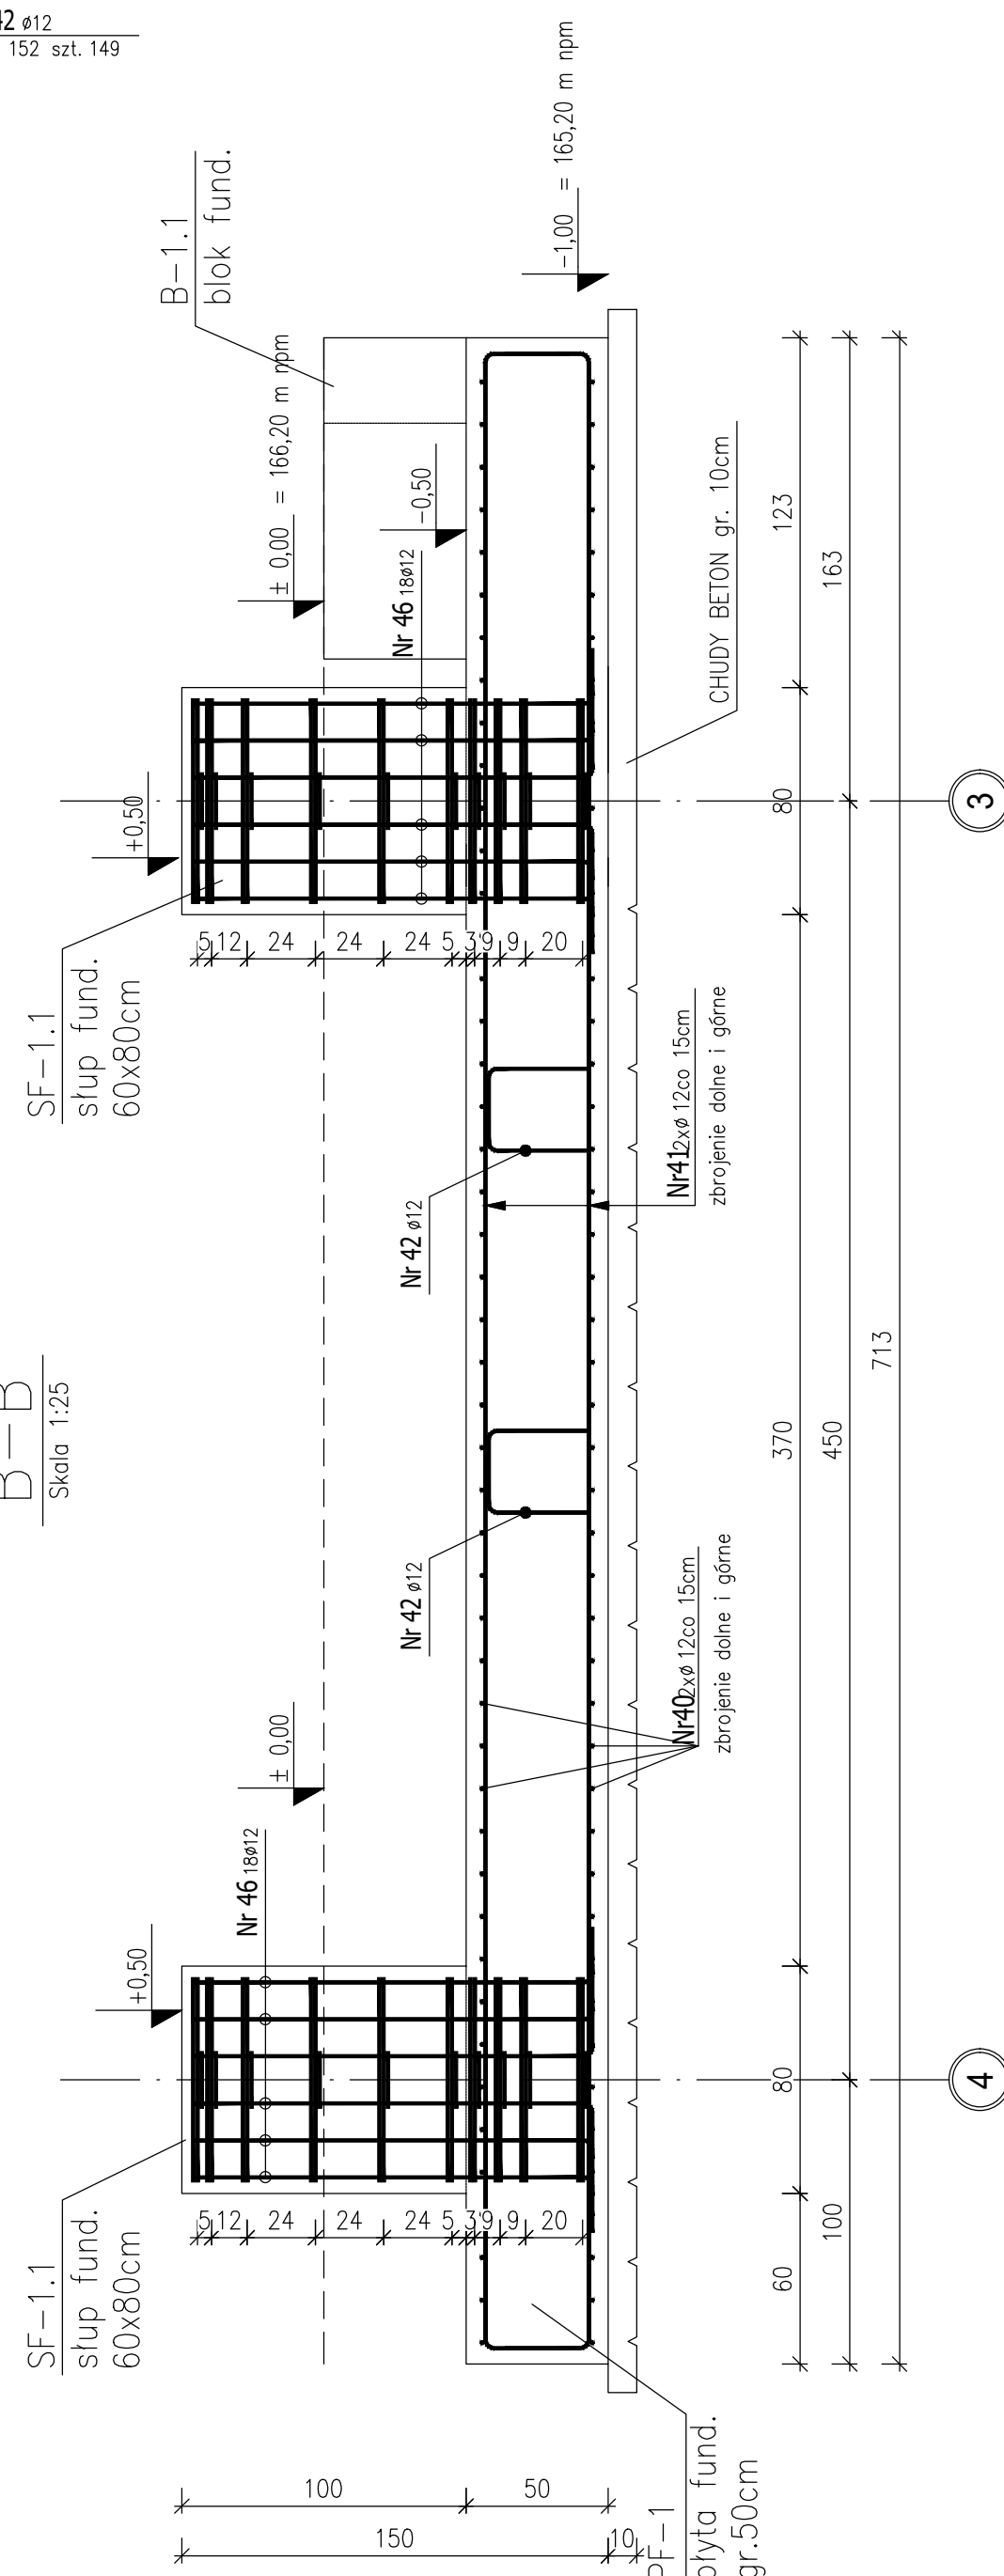 42 ø12
152 szt. 149
B-1.1
blok fund.
-1,00 = 165,20 m npm
± 0,00 = 166,20 m npm
-0,50
Nr 46 18ø12
CHUDY BETON gr. 10cm
123
163
+0,50
80
3
SF-1.1
słup fund.
60x80cm
5 12 24 24 24 5 3 9 9 20
Nr 42 ø12
Nr41 2xø 12co 15cm
zbrojenie dolne i górne
B-B
Skala 1:25
370
450
713
Nr 42 ø12
Nr40 2xø 12co 15cm
zbrojenie dolne i górne
± 0,00
Nr 46 18ø12
+0,50
80
4
SF-1.1
słup fund.
60x80cm
5 12 24 24 24 5 3 9 9 20
60
100
100
50
150
10
PF-1
płyta fund.
gr.50cm